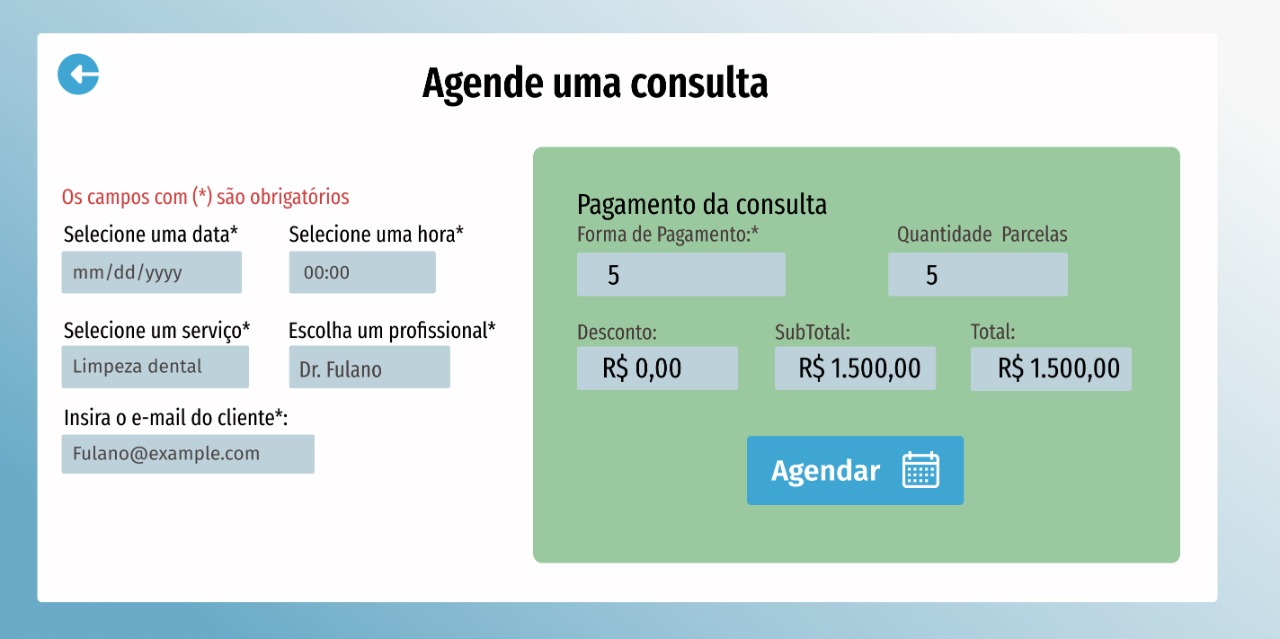 Agende uma consulta
Os campos com (*) são obrigatórios
Selecione uma data*
Selecione uma hora*
mm/dd/yyyy
00:00
Selecione um serviço*
Escolha um profissional*
Limpeza dental
Dr. Fulano
Insira o e-mail do cliente*:
Fulano@example.com
Pagamento da consulta
Forma de Pagamento:*
Quantidade Parcelas
5
5
Desconto:
SubTotal:
Total:
R$ 0,00
R$ 1.500,00
R$ 1.500,00
Agendar